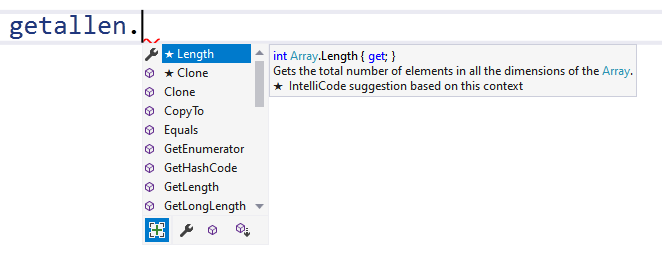 getallen.
★ Length
★ Clone
Clone
CopyTo
Equals
GetEnumerator
GetHashCode
GetLength
GetLongLength
int Array.Length { get; }
Gets the total number of elements in all the dimensions of the Array.
★ IntelliCode suggestion based on this context